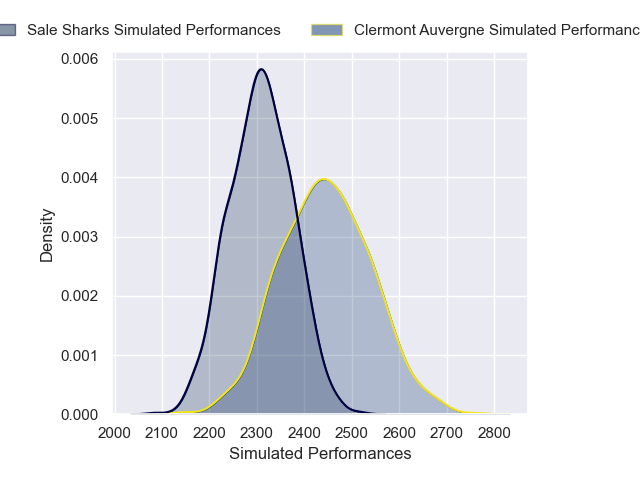 Sale Sharks Simulated Performances
Clermont Auvergne Simulated Performanc
0.006
0.005
0.004
0.003
0.002
0.001
0.000
Density
2000 2100 2200 2300 2400 2500 2600 2700 2800
Simulated Performances